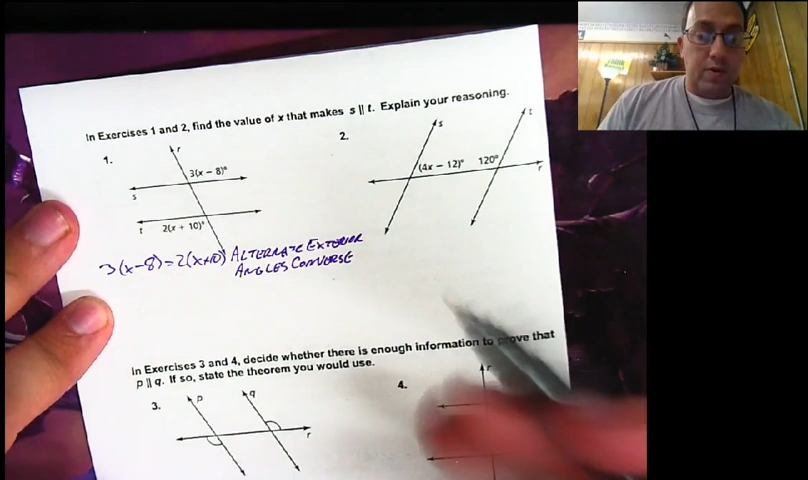 In Exercises 1 and 2, find the value of x that makes s || t. Explain your reasoning.
1.
r
3(x − 8)°
s
t
2(x + 10)°
3(x-8)=2(x+10) ALTERNATE EXTERIOR
ANGLES CONVERSE
2.
s
t
(4x − 12)°
120°
r
In Exercises 3 and 4, decide whether there is enough information to prove that
p || q. If so, state the theorem you would use.
3.
p
q
r
4.
r